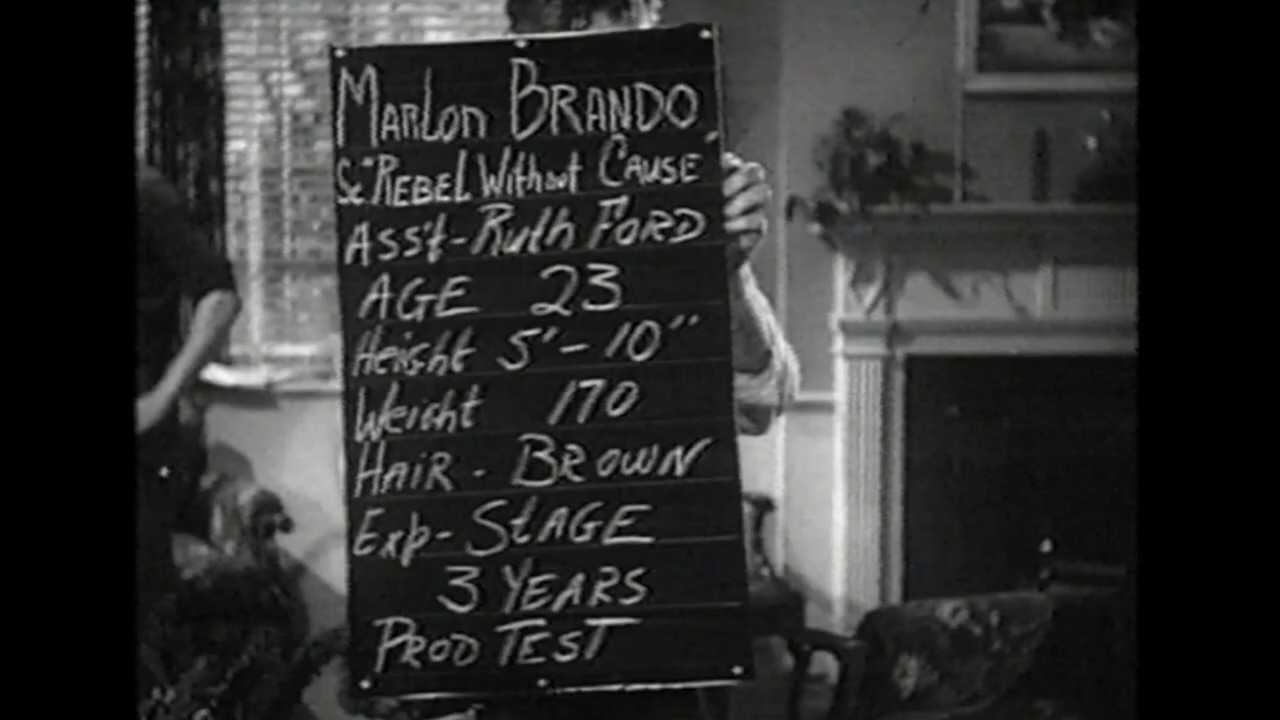 Marlon BRANDO
Sc "REBEL Without CAUSE"
Ass't - Ruth FORD
AGE 23
Height 5' - 10"
Weight 170
HAIR - BROWN
Exp - StAGE
3 YEARS
PROD TEST